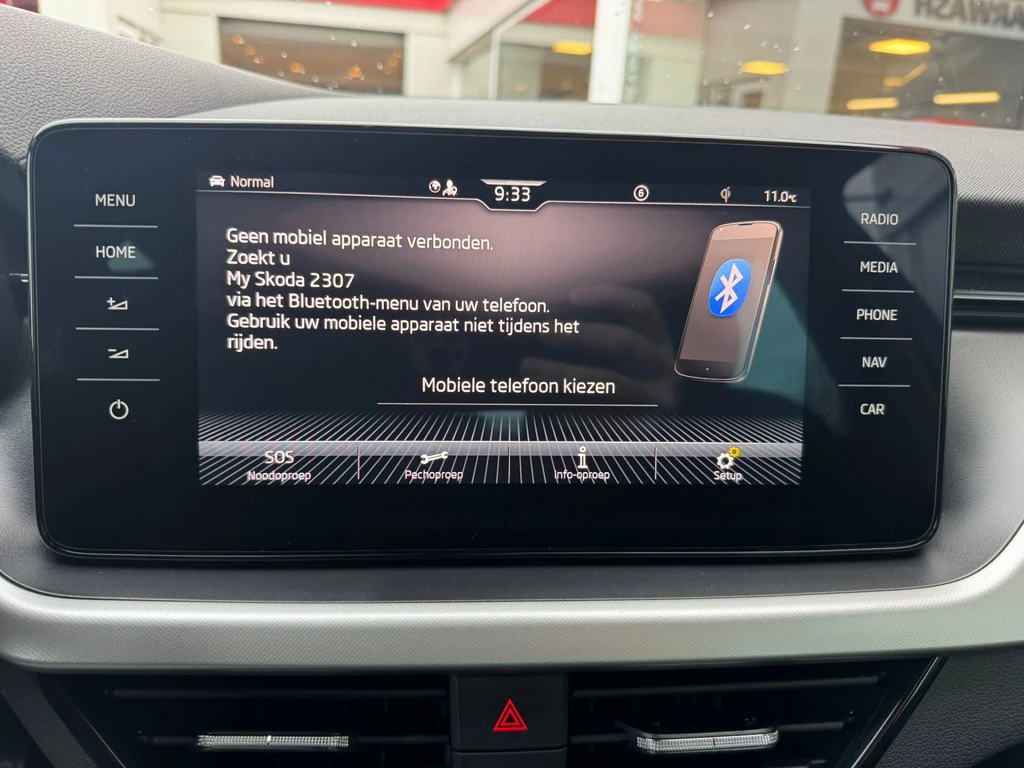 CARWASH
MENU
HOME
RADIO
MEDIA
PHONE
NAV
CAR
Normal
9:33
6
11.0°C
Geen mobiel apparaat verbonden.
Zoekt u
My Skoda 2307
via het Bluetooth-menu van uw telefoon.
Gebruik uw mobiele apparaat niet tijdens het
rijden.
Mobiele telefoon kiezen
SOS
Noodoproep
Pechoproep
Info-oproep
Setup